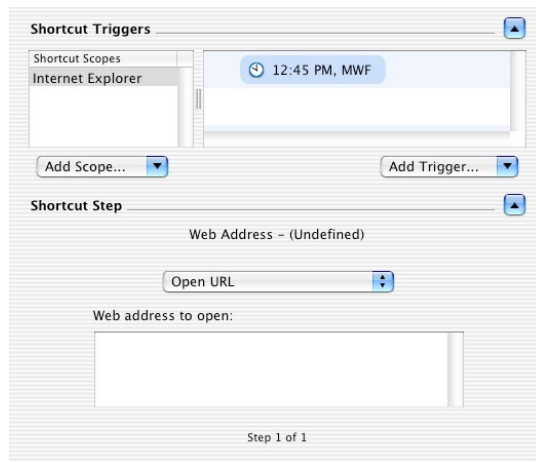 Shortcut Triggers
Shortcut Scopes
Internet Explorer
12:45 PM, MWF
Add Scope...
Add Trigger...
Shortcut Step
Web Address – (Undefined)
Open URL
Web address to open:
Step 1 of 1